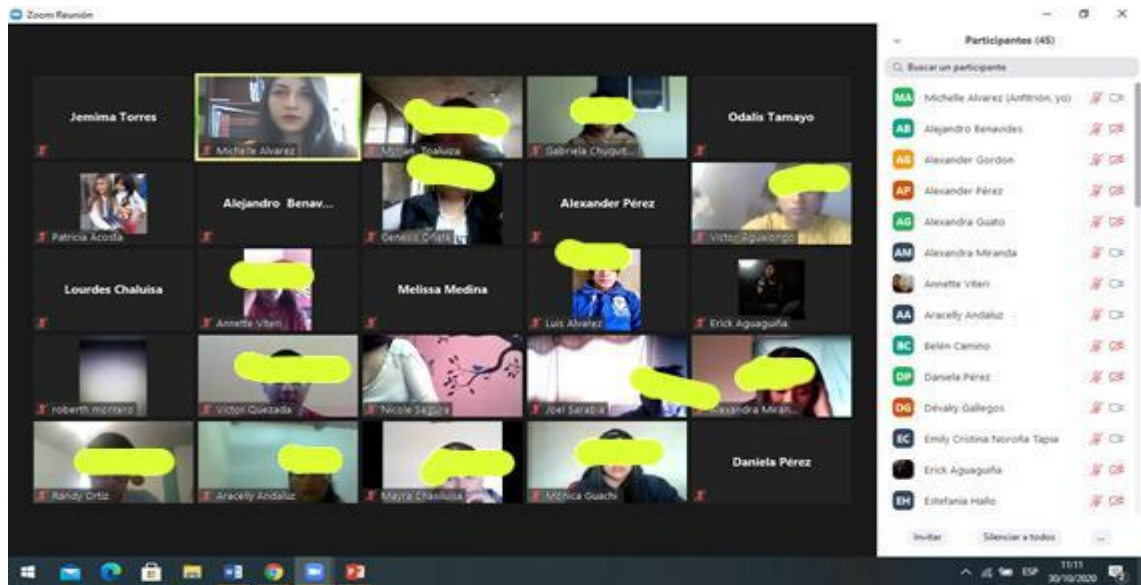 Zoom Reunión
Participantes (45)
Buscar un participante
Jemima Torres
Michelle Alvarez
Gabriela Chuquit...
Odalis Tamayo
Patricia Acosta
Alejandro Benav...
Genesis Oñate
Alexander Pérez
Victor Agualongo
Lourdes Chaluisa
Annette Viteri
Melissa Medina
Luis Alvarez
Erick Aguaguiña
roberth montero
Victor Quezada
Nicole Segura
Joel Sarabia
Alexandra Miran...
Randy Ortiz
Aracelly Andaluz
Mayra Chasiluisa
Mónica Guachi
Daniela Pérez
MA Michelle Alvarez (Anfitrión, yo)
AB Alejandro Benavides
AG Alexander Gordon
AP Alexander Pérez
AG Alexandra Guato
AM Alexandra Miranda
Annette Viteri
AA Aracelly Andaluz
BC Belén Camino
DP Daniela Pérez
DG Dévaky Gallegos
EC Emily Cristina Noroña Tapia
Erick Aguaguiña
EH Estefania Hallo
Invitar Silenciar a todos ...
ESP
11:11
30/10/2020